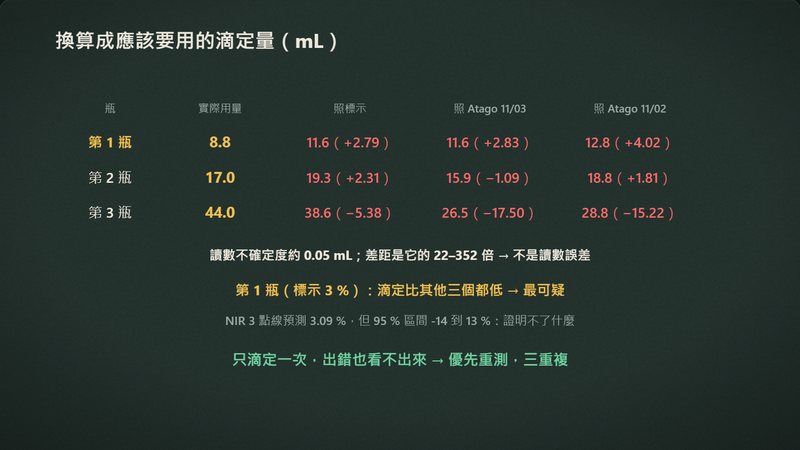 換算成應該要用的滴定量（mL）
瓶 實際用量 照標示 照 Atago 11/03 照 Atago 11/02
第 1 瓶 8.8 11.6（+2.79） 11.6（+2.83） 12.8（+4.02）
第 2 瓶 17.0 19.3（+2.31） 15.9（−1.09） 18.8（+1.81）
第 3 瓶 44.0 38.6（−5.38） 26.5（−17.50） 28.8（−15.22）
讀數不確定度約 0.05 mL；差距是它的 22–352 倍 → 不是讀數誤差
第 1 瓶（標示 3 %）：滴定比其他三個都低 → 最可疑
NIR 3 點線預測 3.09 %，但 95 % 區間 -14 到 13 %：證明不了什麼
只滴定一次，出錯也看不出來 → 優先重測，三重複